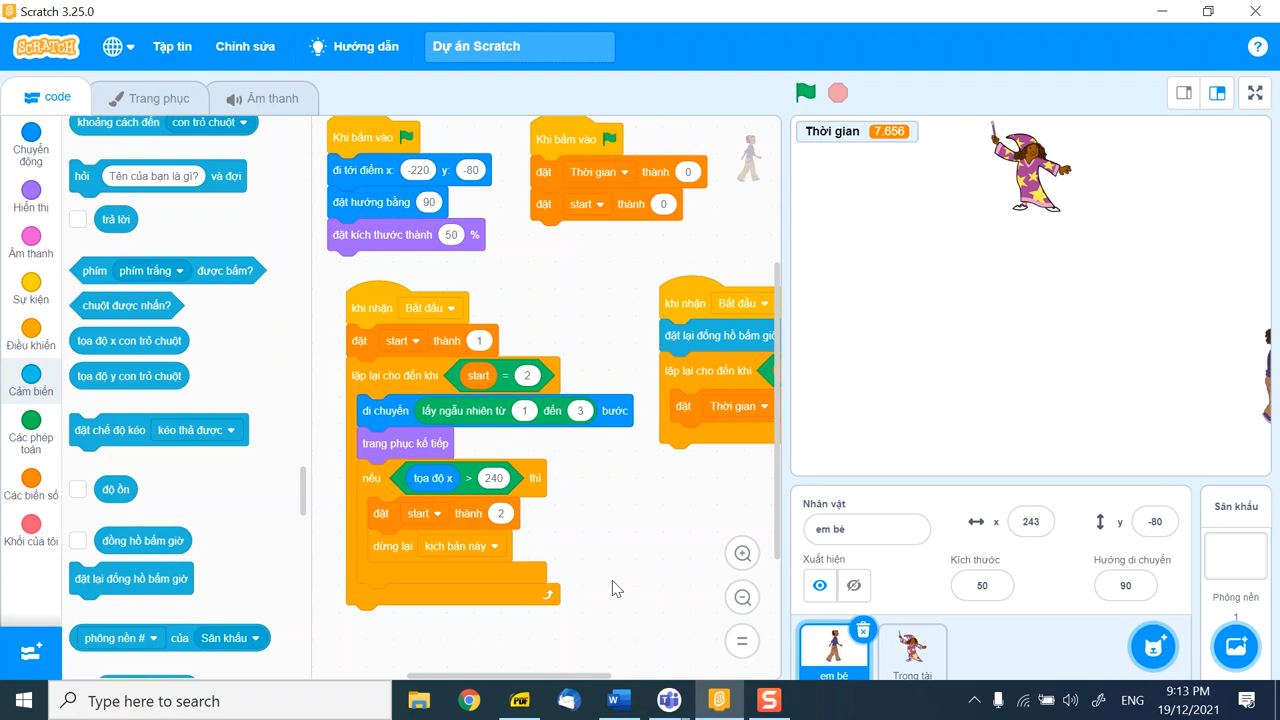 Scratch 3.25.0
SCRATCH
Tập tin
Chỉnh sửa
Hướng dẫn
Dự án Scratch
?
code
Trang phục
Âm thanh
Chuyển động
Hiển thị
Âm thanh
Sự kiện
Điều khiển
Cảm biến
Các phép toán
Các biến số
Khối của tôi
khoảng cách đến con trỏ chuột
hỏi Tên của bạn là gì? và đợi
trả lời
phím phím trắng được bấm?
chuột được nhấn?
tọa độ x con trỏ chuột
tọa độ y con trỏ chuột
đặt chế độ kéo kéo thả được
độ ồn
đồng hồ bấm giờ
đặt lại đồng hồ bấm giờ
phông nền # của Sân khấu
Khi bấm vào
đi tới điểm x: -220 y: -80
đặt hướng bằng 90
đặt kích thước thành 50 %
Khi bấm vào
đặt Thời gian thành 0
đặt start thành 0
khi nhận Bắt đầu
đặt start thành 1
lặp lại cho đến khi start = 2
di chuyển lấy ngẫu nhiên từ 1 đến 3 bước
trang phục kế tiếp
nếu tọa độ x > 240 thì
đặt start thành 2
dừng lại kịch bản này
khi nhận Bắt đầu
đặt lại đồng hồ bấm giờ
lặp lại cho đến khi
đặt Thời gian
Thời gian 7.656
Nhân vật
em bé
x 243
y -80
Xuất hiện
Kích thước
50
Hướng di chuyển
90
em bé
Trọng tài
Sân khấu
Phông nền
1
Type here to search
PDF
ENG
9:13 PM
19/12/2021